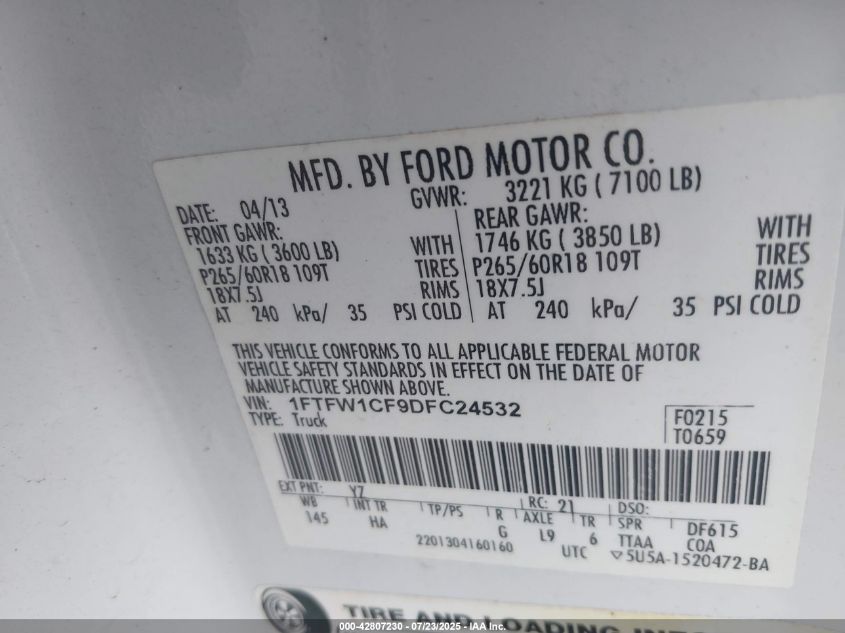 MFD. BY FORD MOTOR CO.
DATE: 04/13 GVWR: 3221 KG ( 7100 LB)
FRONT GAWR: REAR GAWR:
1633 KG ( 3600 LB) WITH 1746 KG ( 3850 LB) WITH
P265/60R18 109T TIRES P265/60R18 109T TIRES
18X7.5J RIMS 18X7.5J RIMS
AT 240 kPa/ 35 PSI COLD AT 240 kPa/ 35 PSI COLD
THIS VEHICLE CONFORMS TO ALL APPLICABLE FEDERAL MOTOR
VEHICLE SAFETY STANDARDS IN EFFECT ON THE DATE OF
MANUFACTURE SHOWN ABOVE.
VIN: 1FTFW1CF9DFC24532 F0215
TYPE: Truck T0659
EXT PNT: YZ RC: 21 DSO:
WB INT TR TP/PS R AXLE TR SPR DF615
145 HA G L9 6 TTAA COA
2201304160160 UTC ▽5U5A-1520472-BA
TIRE AND LOADING INFO
000-42807230 - 07/23/2025 - IAA Inc.